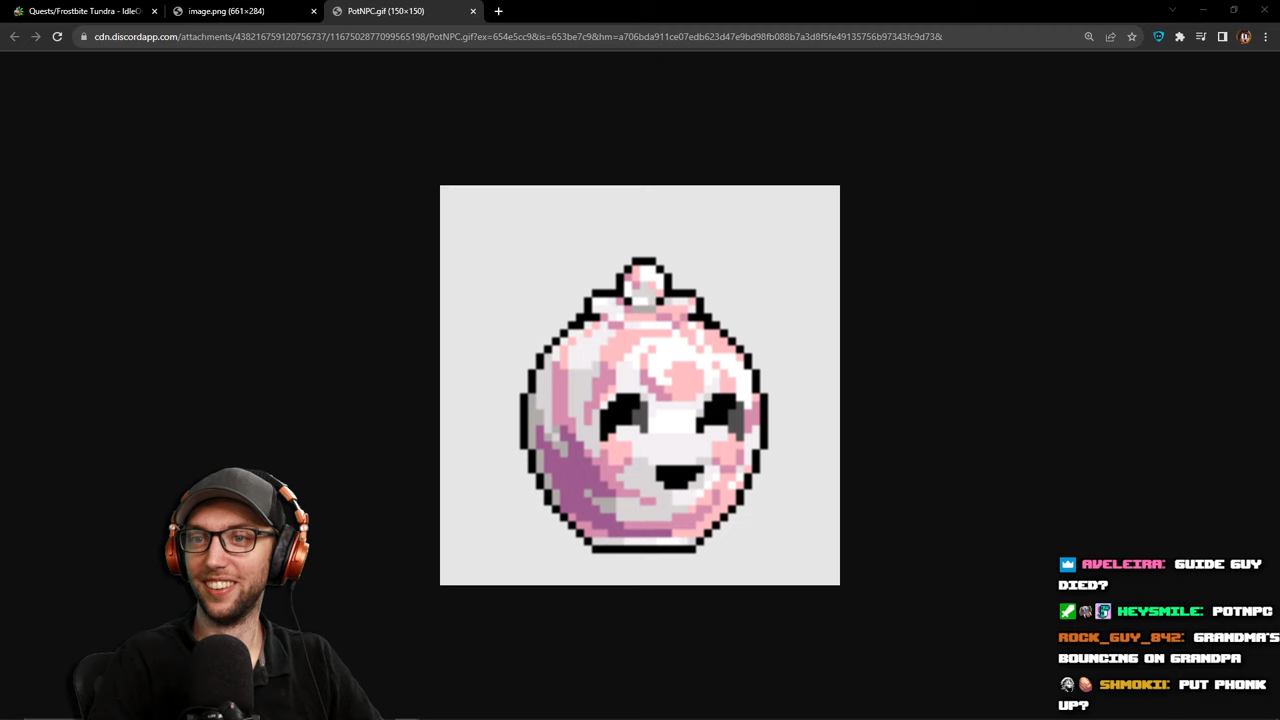 Quests/Frostbite Tundra - IdleO
image.png (661×284)
PotNPC.gif (150×150)
cdn.discordapp.com/attachments/438216759120756737/1167502877099565198/PotNPC.gif?ex=654e5cc9&is=653be7c9&hm=a706bda911ce07edb623d47e9bd98fb088b7a3d8f5fe49135756b97343fc9d73&
AVELEIRA: GUIDE GUY
DIED?
HEYSMILE: POTNPC
ROCK_GUY_842: GRANDMA'S
BOUNCING ON GRANDPA
SHMOKII: PUT PHONK
UP?